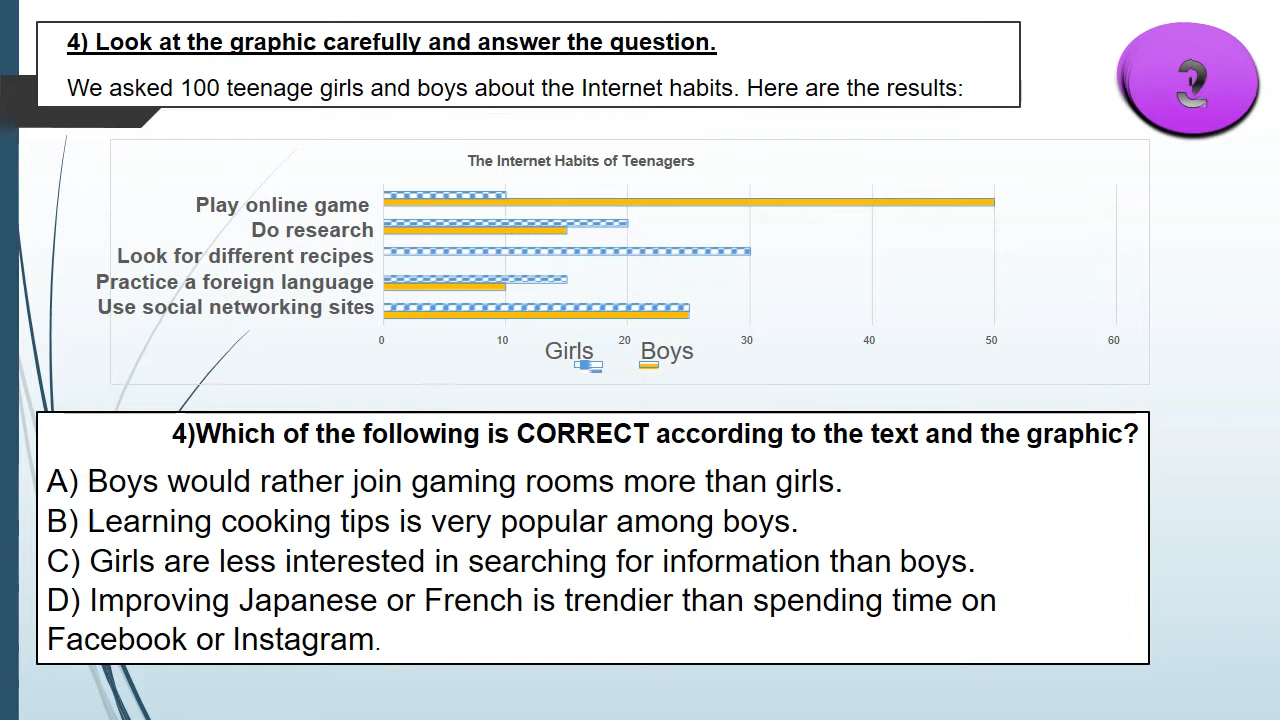 4) Look at the graphic carefully and answer the question.
We asked 100 teenage girls and boys about the Internet habits. Here are the results:
2
The Internet Habits of Teenagers
Play online game
Do research
Look for different recipes
Practice a foreign language
Use social networking sites
0 10 20 30 40 50 60
Girls Boys
4)Which of the following is CORRECT according to the text and the graphic?
A) Boys would rather join gaming rooms more than girls.
B) Learning cooking tips is very popular among boys.
C) Girls are less interested in searching for information than boys.
D) Improving Japanese or French is trendier than spending time on
Facebook or Instagram.